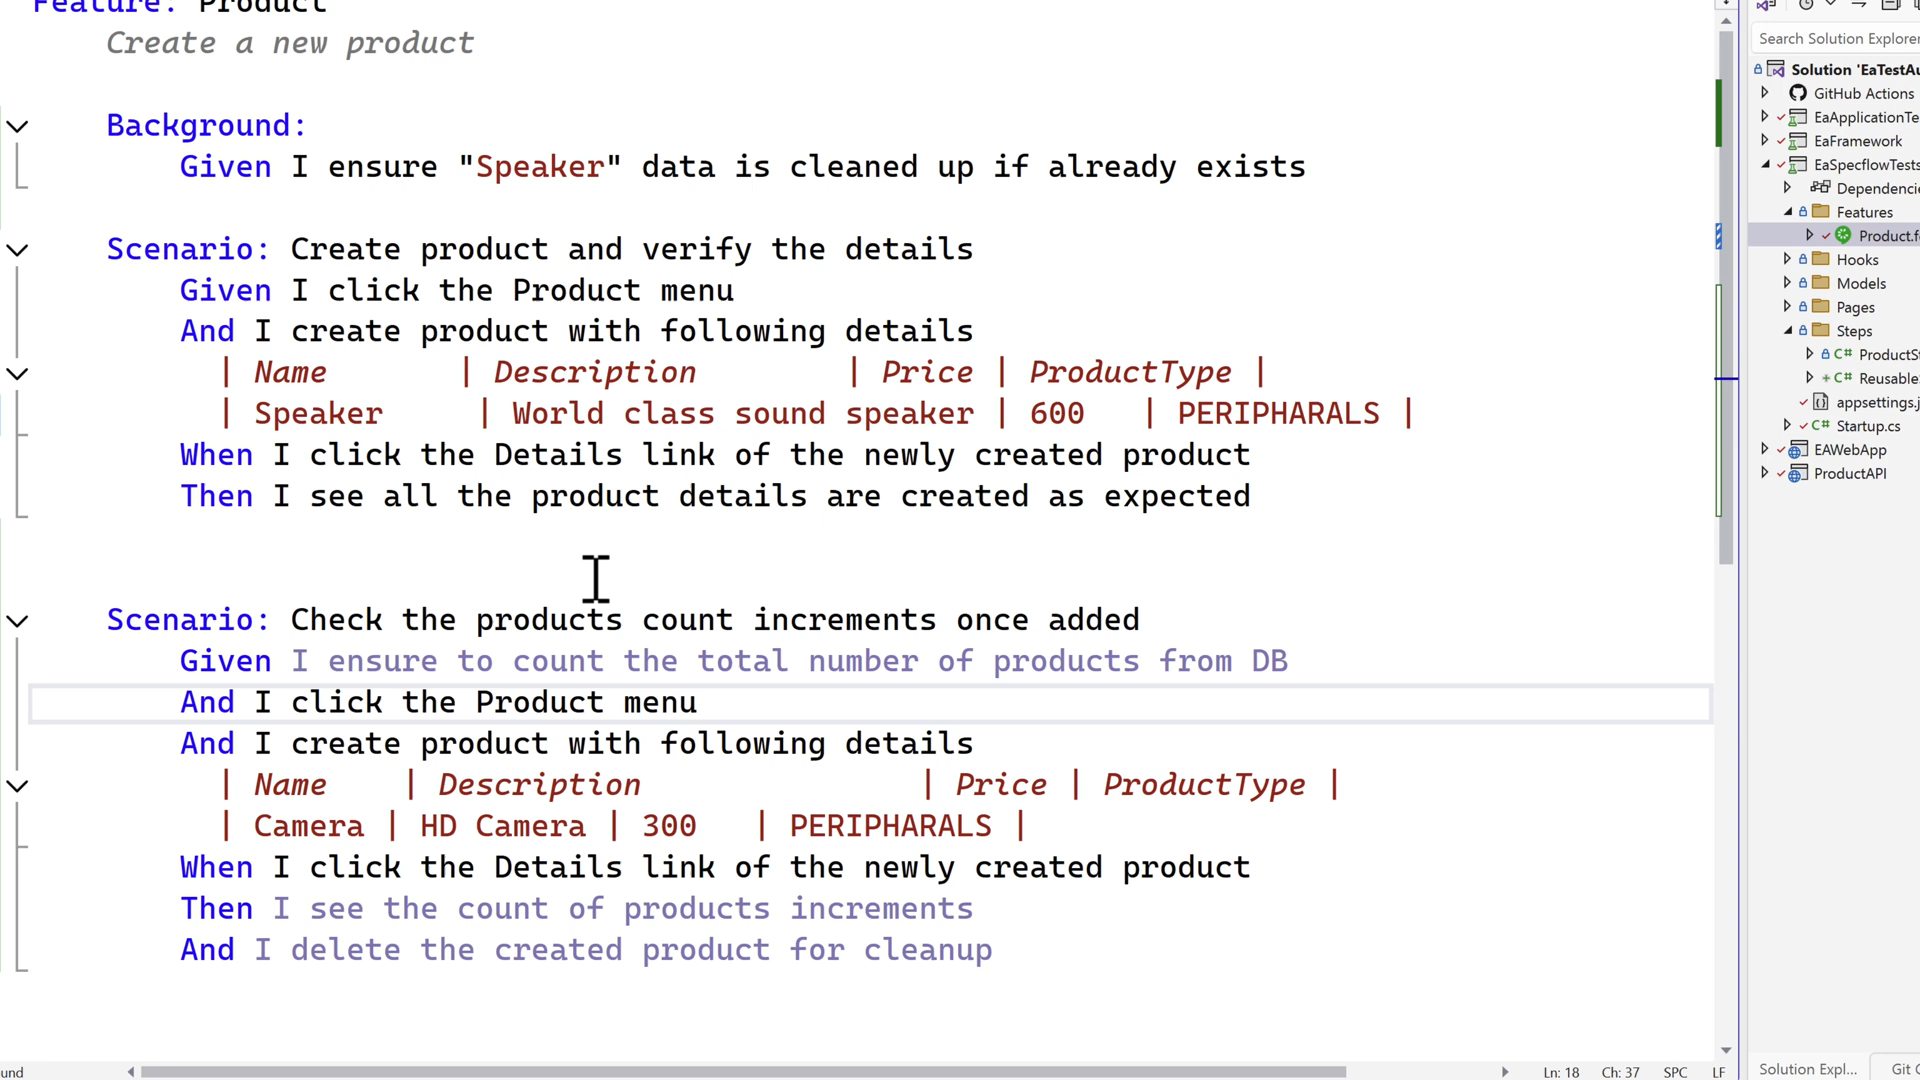 Feature: Product
Create a new product
Background:
Given I ensure "Speaker" data is cleaned up if already exists
Scenario: Create product and verify the details
Given I click the Product menu
And I create product with following details
| Name | Description | Price | ProductType |
| Speaker | World class sound speaker | 600 | PERIPHARALS |
When I click the Details link of the newly created product
Then I see all the product details are created as expected
Scenario: Check the products count increments once added
Given I ensure to count the total number of products from DB
And I click the Product menu
And I create product with following details
| Name | Description | Price | ProductType |
| Camera | HD Camera | 300 | PERIPHARALS |
When I click the Details link of the newly created product
Then I see the count of products increments
And I delete the created product for cleanup
Ln: 18 Ch: 37 SPC LF
Search Solution Explorer
Solution 'EaTestAu
GitHub Actions
EaApplicationTe
EaFramework
EaSpecflowTests
Dependencie
Features
Product.fe
Hooks
Models
Pages
Steps
C# ProductSt
+ C# Reusable
appsettings.j
C# Startup.cs
EAWebApp
ProductAPI
Solution Expl... Git C